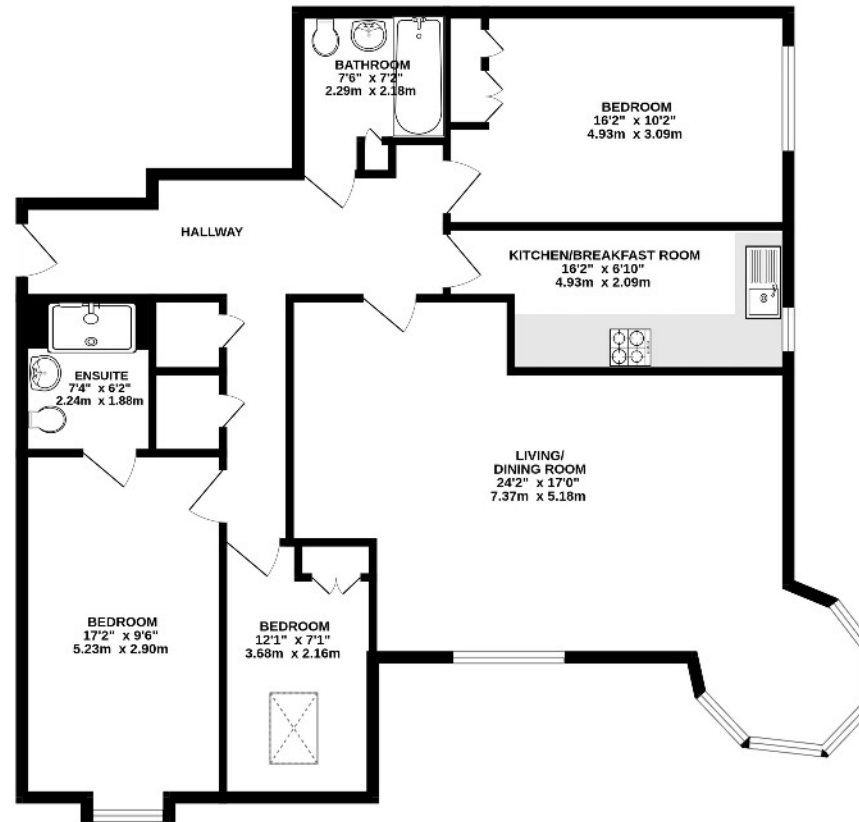 BATHROOM
7'6" x 7'2"
2.29m x 2.18m
BEDROOM
16'2" x 10'2"
4.93m x 3.09m
HALLWAY
KITCHEN/BREAKFAST ROOM
16'2" x 6'10"
4.93m x 2.09m
ENSUITE
7'4" x 6'2"
2.24m x 1.88m
LIVING/
DINING ROOM
24'2" x 17'0"
7.37m x 5.18m
BEDROOM
17'2" x 9'6"
5.23m x 2.90m
BEDROOM
12'1" x 7'1"
3.68m x 2.16m